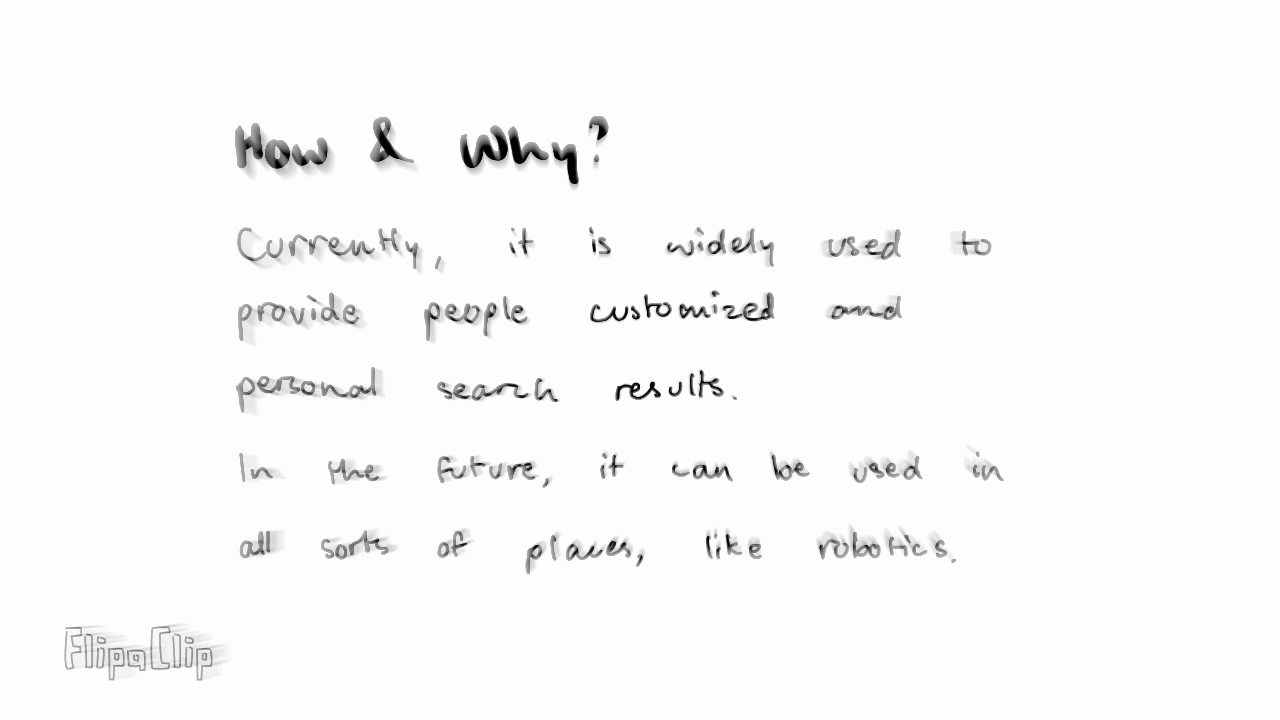 How & Why?
Currently, it is widely used to
provide people customized and
personal search results.
In the future, it can be used in
all sorts of places, like robotics.
FlipaClip